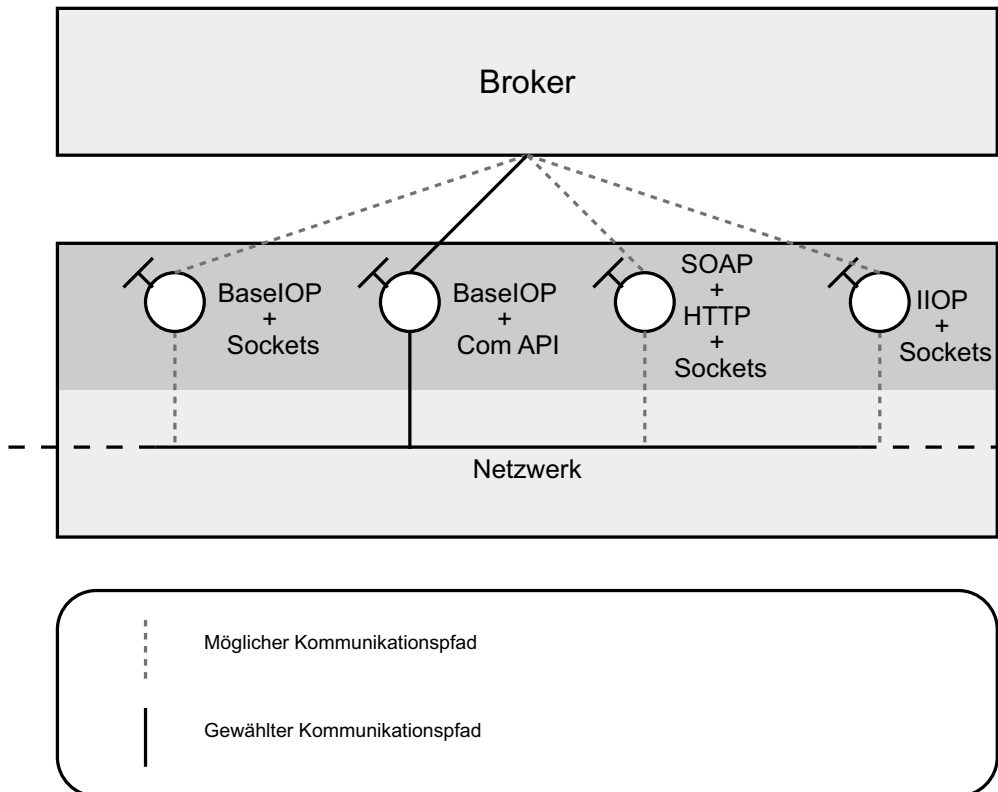 Broker
BaseIOP
+
Sockets
BaseIOP
+
Com API
SOAP
+
HTTP
+
Sockets
IIOP
+
Sockets
Netzwerk
Möglicher Kommunikationspfad
Gewählter Kommunikationspfad